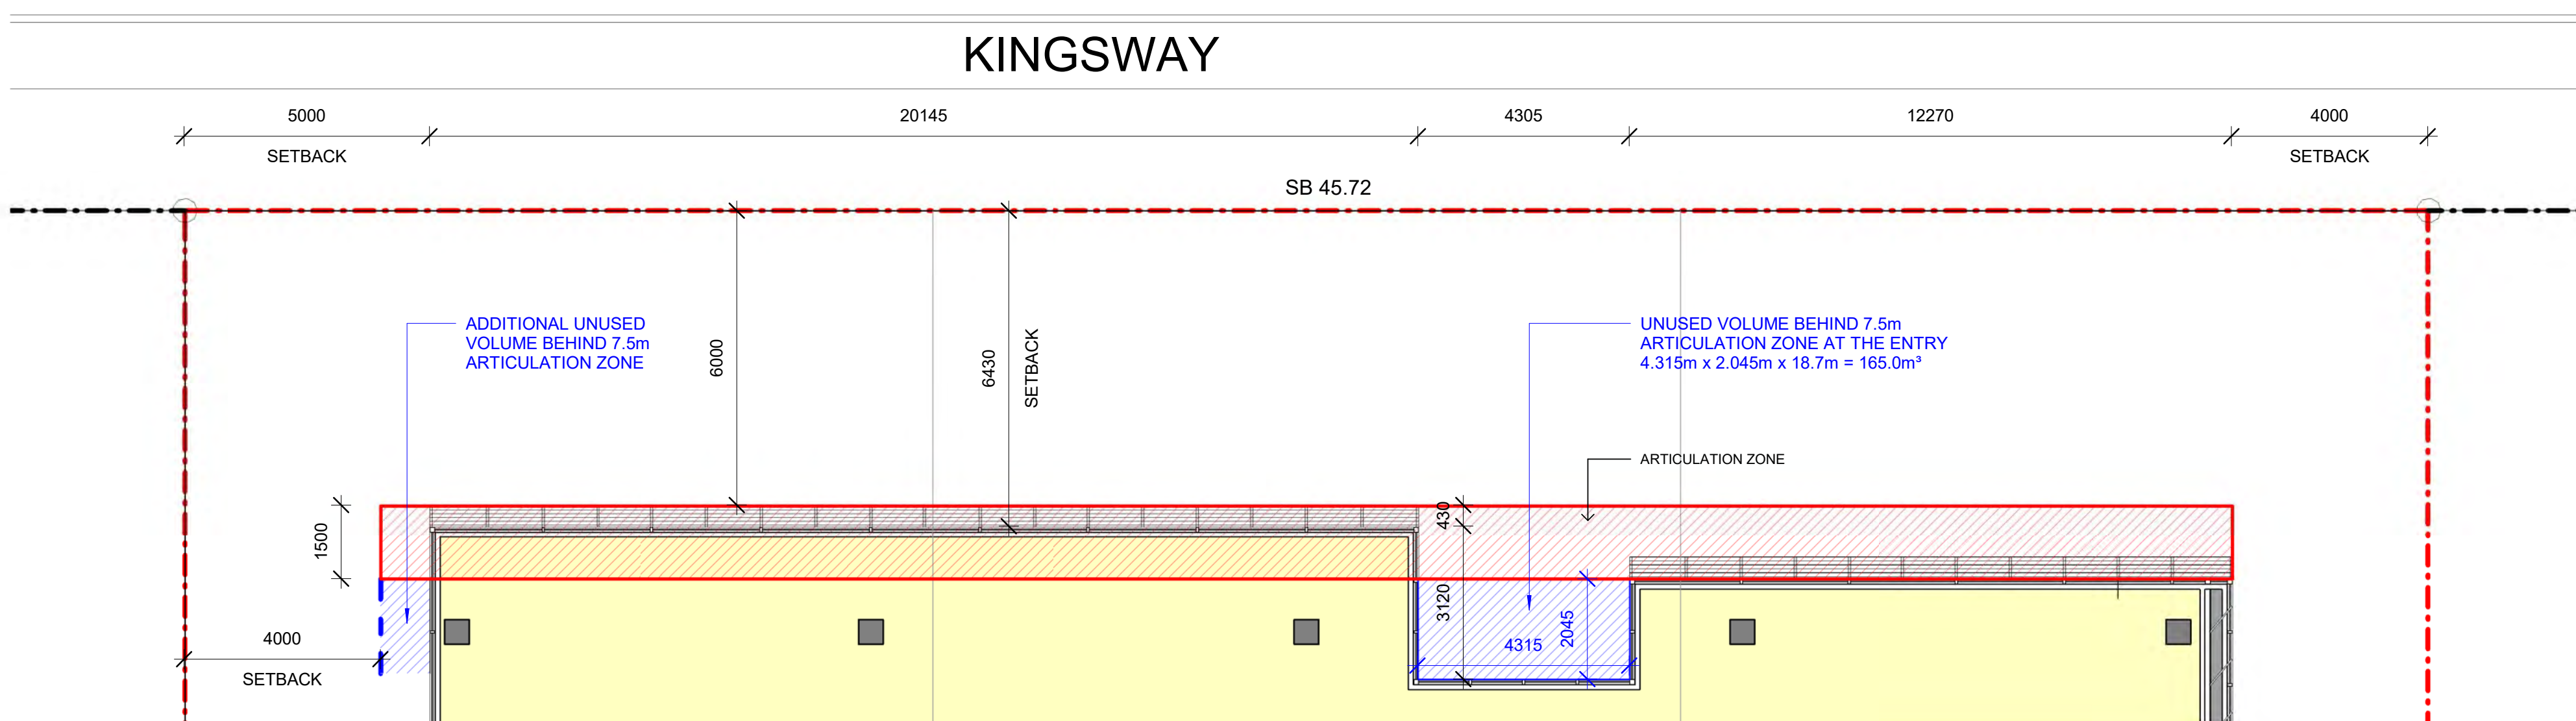 KINGSWAY
5000
20145
4305
12270
4000
SETBACK
SETBACK
SB 45.72
ADDITIONAL UNUSED
VOLUME BEHIND 7.5m
ARTICULATION ZONE
6000
6430
SETBACK
UNUSED VOLUME BEHIND 7.5m
ARTICULATION ZONE AT THE ENTRY
4.315m x 2.045m x 18.7m = 165.0m³
ARTICULATION ZONE
1500
430
3120
2045
4315
4000
SETBACK